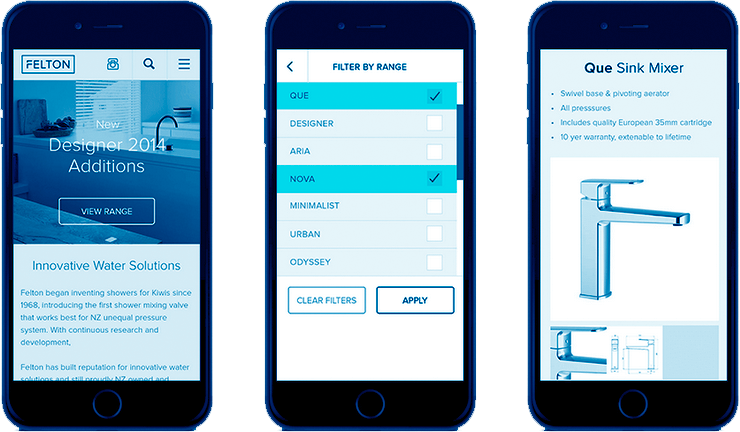 FELTON
New
Designer 2014
Additions
VIEW RANGE
Innovative Water Solutions
Felton began inventing showers for Kiwis since
1968, introducing the first shower mixing valve
that works best for NZ unequal pressure
system. With continuous research and
development,
Felton has built reputation for innovative water
solutions and still proudly NZ owned and
FILTER BY RANGE
QUE
DESIGNER
ARIA
NOVA
MINIMALIST
URBAN
ODYSSEY
CLEAR FILTERS
APPLY
Que Sink Mixer
• Swivel base & pivoting aerator
• All presssures
• Includes quality European 35mm cartridge
• 10 yer warranty, extenable to lifetime